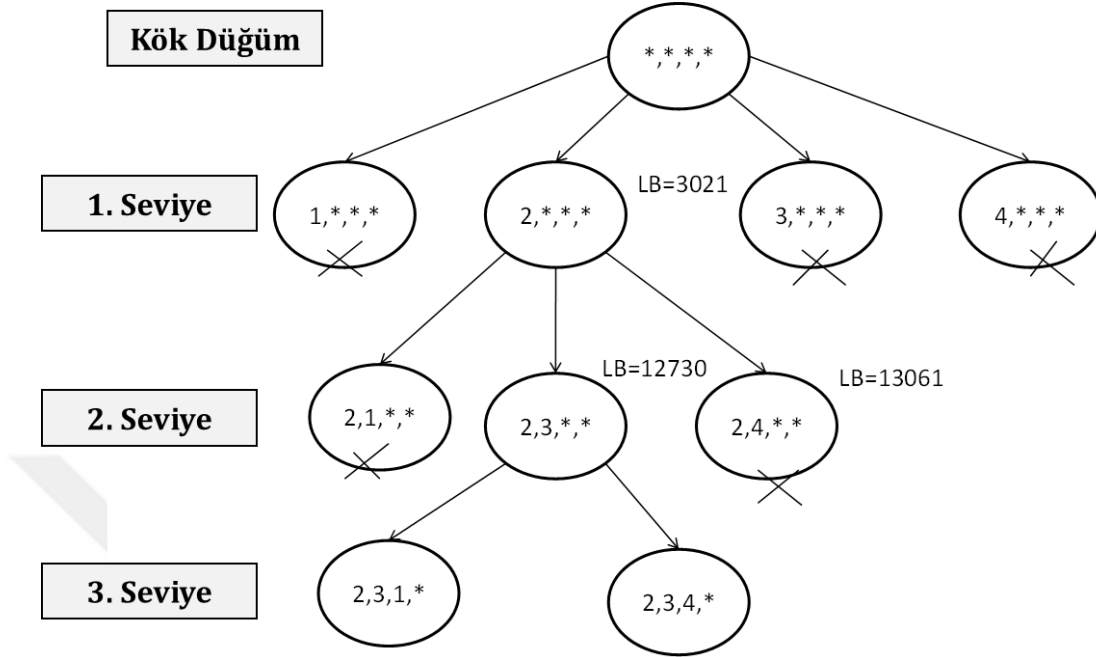 Kök Düğüm
*,*,*,*
1. Seviye
1,*,*,*
2,*,*,*
LB=3021
3,*,*,*
4,*,*,*
2. Seviye
2,1,*,*
2,3,*,*
LB=12730
2,4,*,*
LB=13061
3. Seviye
2,3,1,*
2,3,4,*